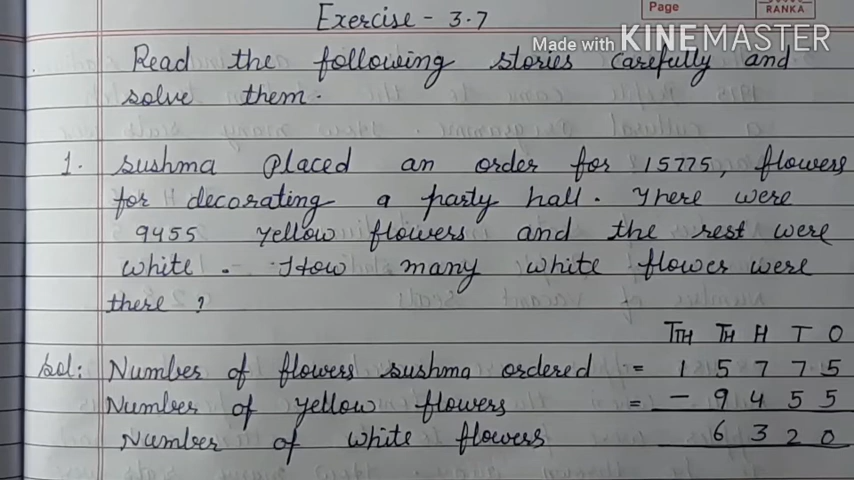 Page
RANKA
Exercise - 3.7
Made with KINEMASTER
Read the following stories carefully and
solve them.
1. Sushma placed an order for 15775, flowers
for decorating a party hall. There were
9455 yellow flowers and the rest were
white. How many white flower were
there ?
TTH TH H T O
Sol: Number of flowers sushma ordered = 1 5 7 7 5
Number of yellow flowers = - 9 4 5 5
Number of white flowers 6 3 2 0